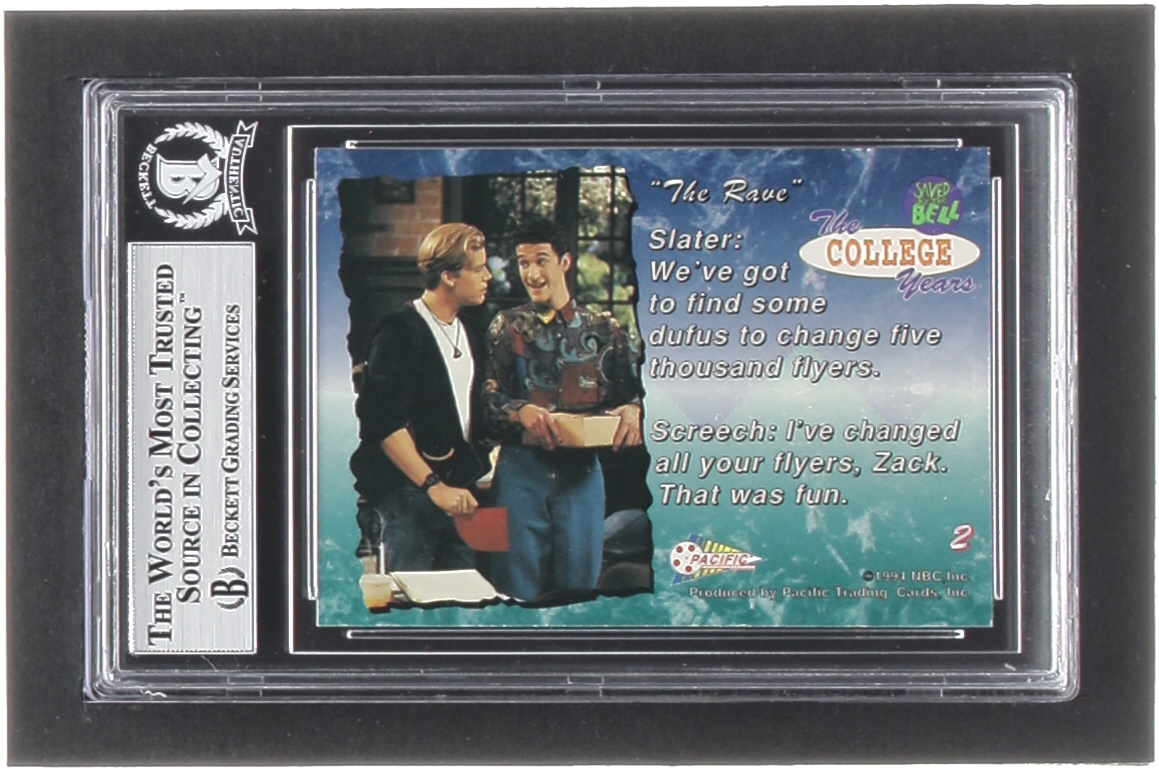 BECKETT
AUTHENTIC
B
THE WORLD'S MOST TRUSTED
SOURCE IN COLLECTING™
B BECKETT GRADING SERVICES
"The Rave"
SAVED
BY THE
BELL
The
COLLEGE
Years
Slater:
We've got
to find some
dufus to change five
thousand flyers.
Screech: I've changed
all your flyers, Zack.
That was fun.
2
PACIFIC
©1994 NBC, Inc.
Produced by Pacific Trading Cards, Inc.